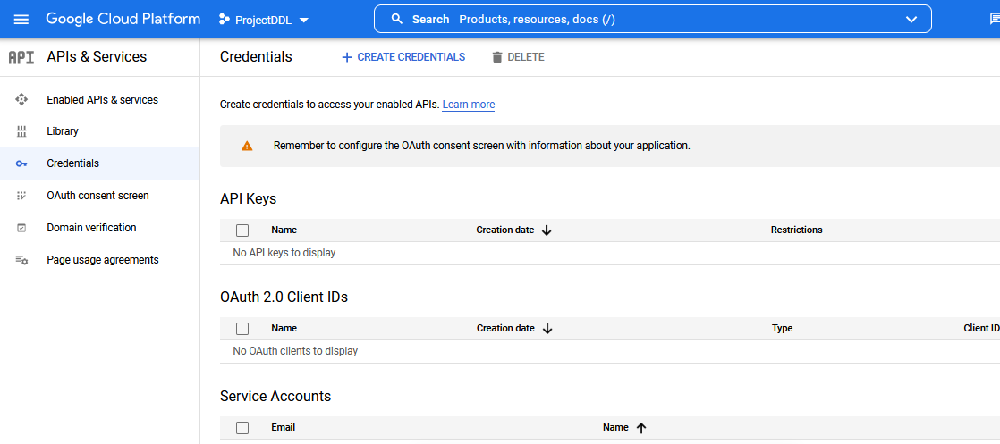 Google Cloud Platform ProjectDDL Search Products, resources, docs (/)
API APIs & Services
Enabled APIs & services
Library
Credentials
OAuth consent screen
Domain verification
Page usage agreements
Credentials + CREATE CREDENTIALS DELETE
Create credentials to access your enabled APIs. Learn more
Remember to configure the OAuth consent screen with information about your application.
API Keys
Name Creation date Restrictions
No API keys to display
OAuth 2.0 Client IDs
Name Creation date Type Client ID
No OAuth clients to display
Service Accounts
Email Name